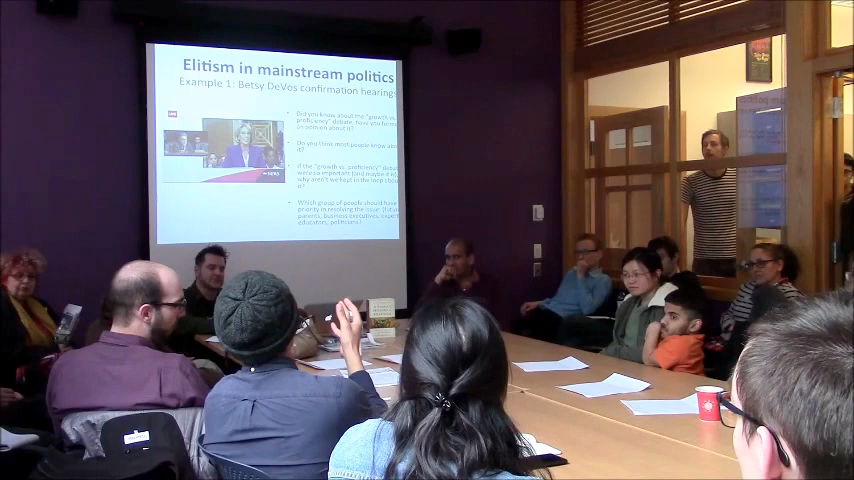 Elitism in mainstream politics
Example 1: Betsy DeVos confirmation hearings
Did you know about the "growth vs.
proficiency" debate, have you formed
an opinion about it?
Do you think most people know about
it?
If the "growth vs. proficiency" debate
were so important (and maybe it is),
why aren't we kept in the loop about
it?
Which group of people should have
priority in resolving the issue:
parents, business executives,
educators, politicians?
NEWS